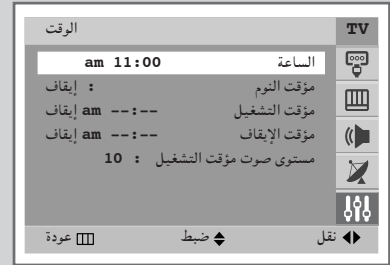 TV
الوقت
الساعة am 11:00
مؤقت النوم : إيقاف
مؤقت التشغيل --:-- am إيقاف
مؤقت الإيقاف --:-- am إيقاف
مستوى صوت مؤقت التشغيل : 10
نقل ضبط عودة